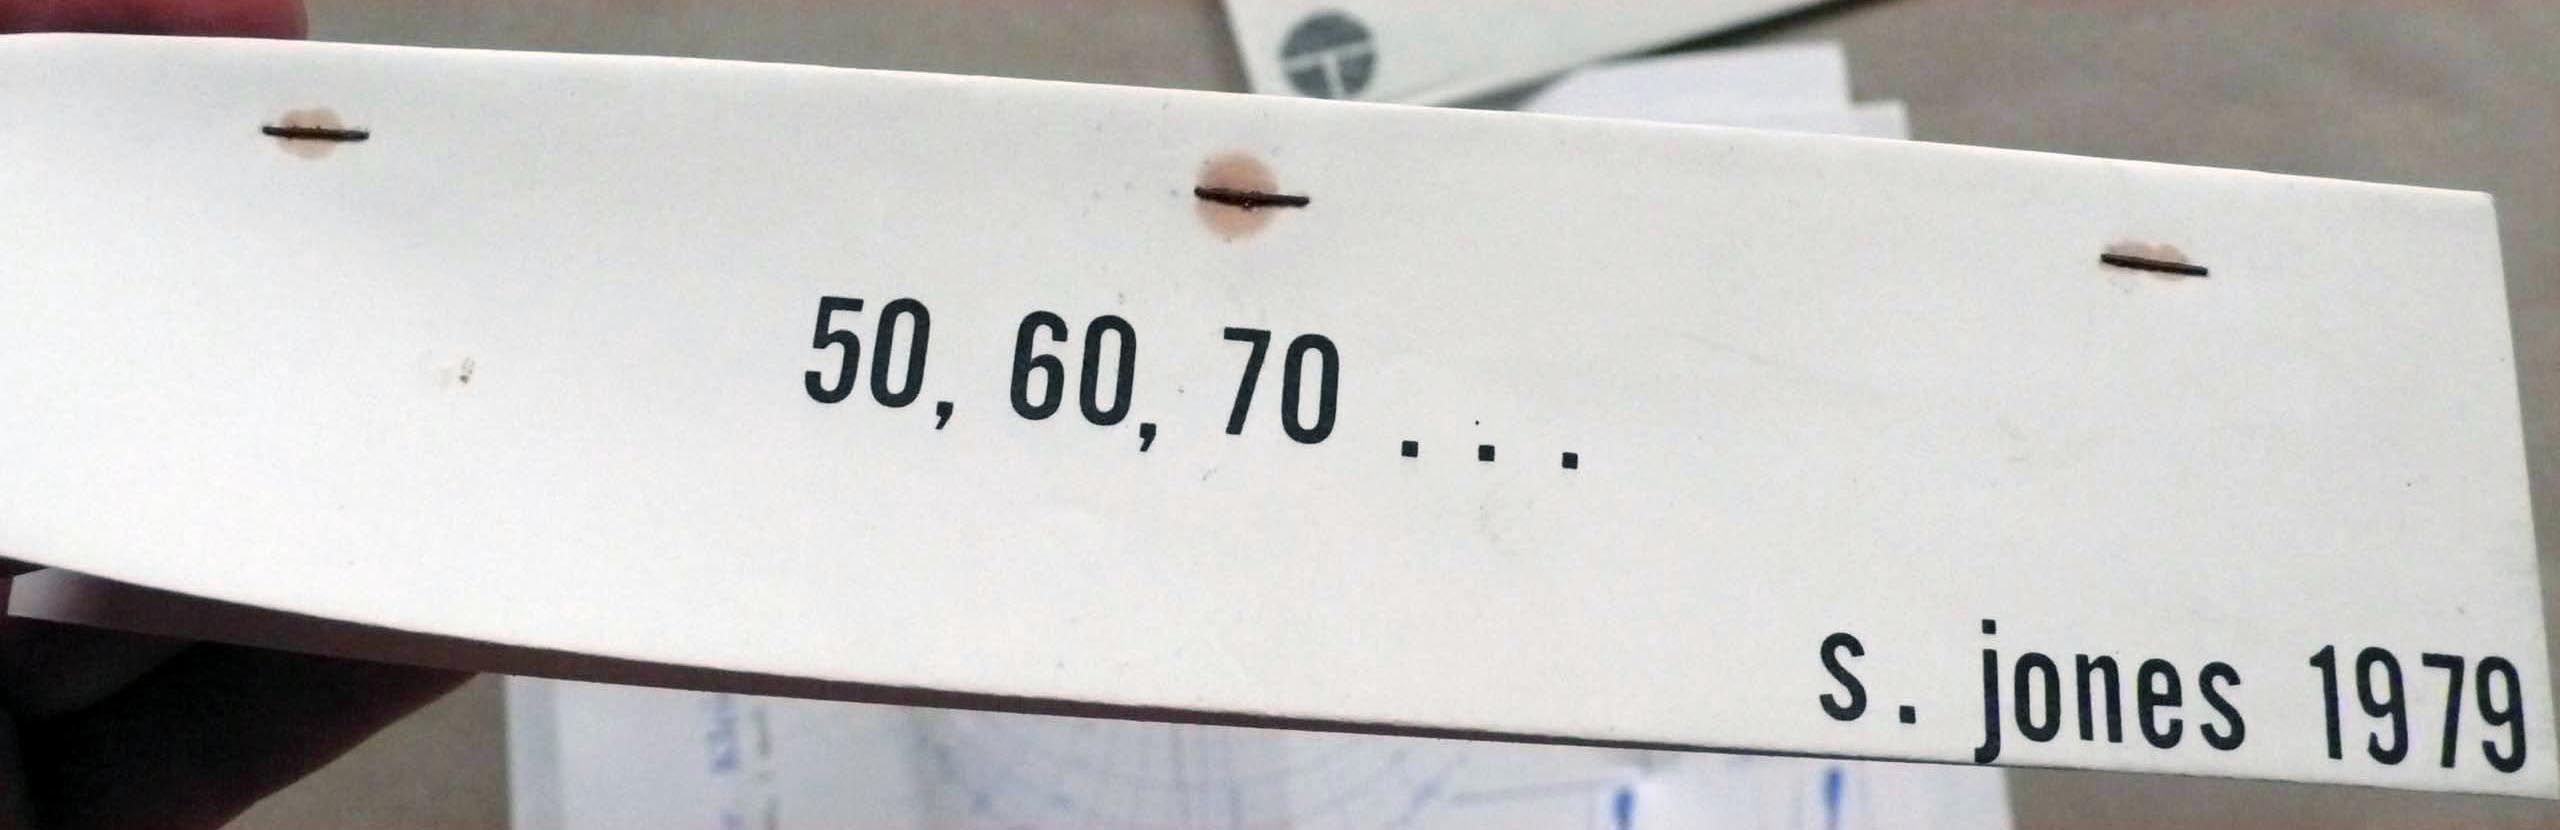 50, 60, 70 . . .
s. jones 1979